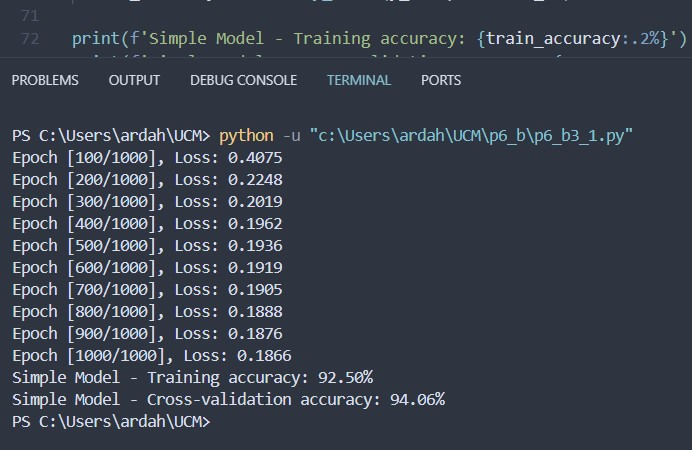 71
72 print(f'Simple Model - Training accuracy: {train_accuracy:.2%}')
PROBLEMS OUTPUT DEBUG CONSOLE TERMINAL PORTS
PS C:\Users\ardah\UCM> python -u "c:\Users\ardah\UCM\p6_b\p6_b3_1.py"
Epoch [100/1000], Loss: 0.4075
Epoch [200/1000], Loss: 0.2248
Epoch [300/1000], Loss: 0.2019
Epoch [400/1000], Loss: 0.1962
Epoch [500/1000], Loss: 0.1936
Epoch [600/1000], Loss: 0.1919
Epoch [700/1000], Loss: 0.1905
Epoch [800/1000], Loss: 0.1888
Epoch [900/1000], Loss: 0.1876
Epoch [1000/1000], Loss: 0.1866
Simple Model - Training accuracy: 92.50%
Simple Model - Cross-validation accuracy: 94.06%
PS C:\Users\ardah\UCM>